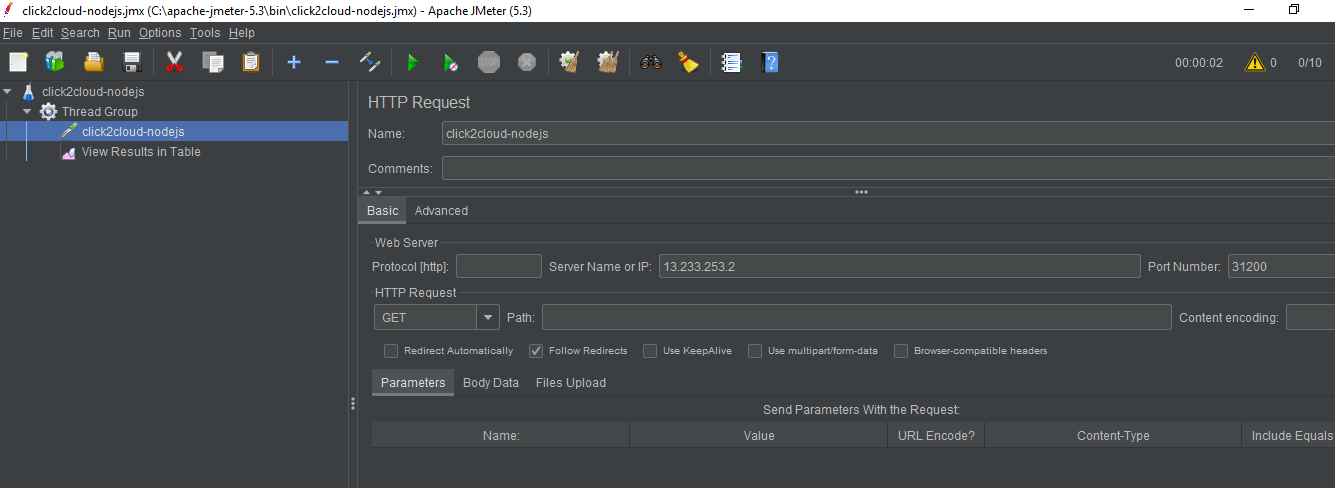 click2cloud-nodejs.jmx (C:\apache-jmeter-5.3\bin\click2cloud-nodejs.jmx) - Apache JMeter (5.3)
File Edit Search Run Options Tools Help
STOP 00:00:02 0 0/10
click2cloud-nodejs
Thread Group
click2cloud-nodejs
View Results in Table
HTTP Request
Name: click2cloud-nodejs
Comments:
Basic Advanced
Web Server
Protocol [http]: Server Name or IP: 13.233.253.2 Port Number: 31200
HTTP Request
GET Path: Content encoding:
Redirect Automatically Follow Redirects Use KeepAlive Use multipart/form-data Browser-compatible headers
Parameters Body Data Files Upload
Send Parameters With the Request:
Name: Value URL Encode? Content-Type Include Equals